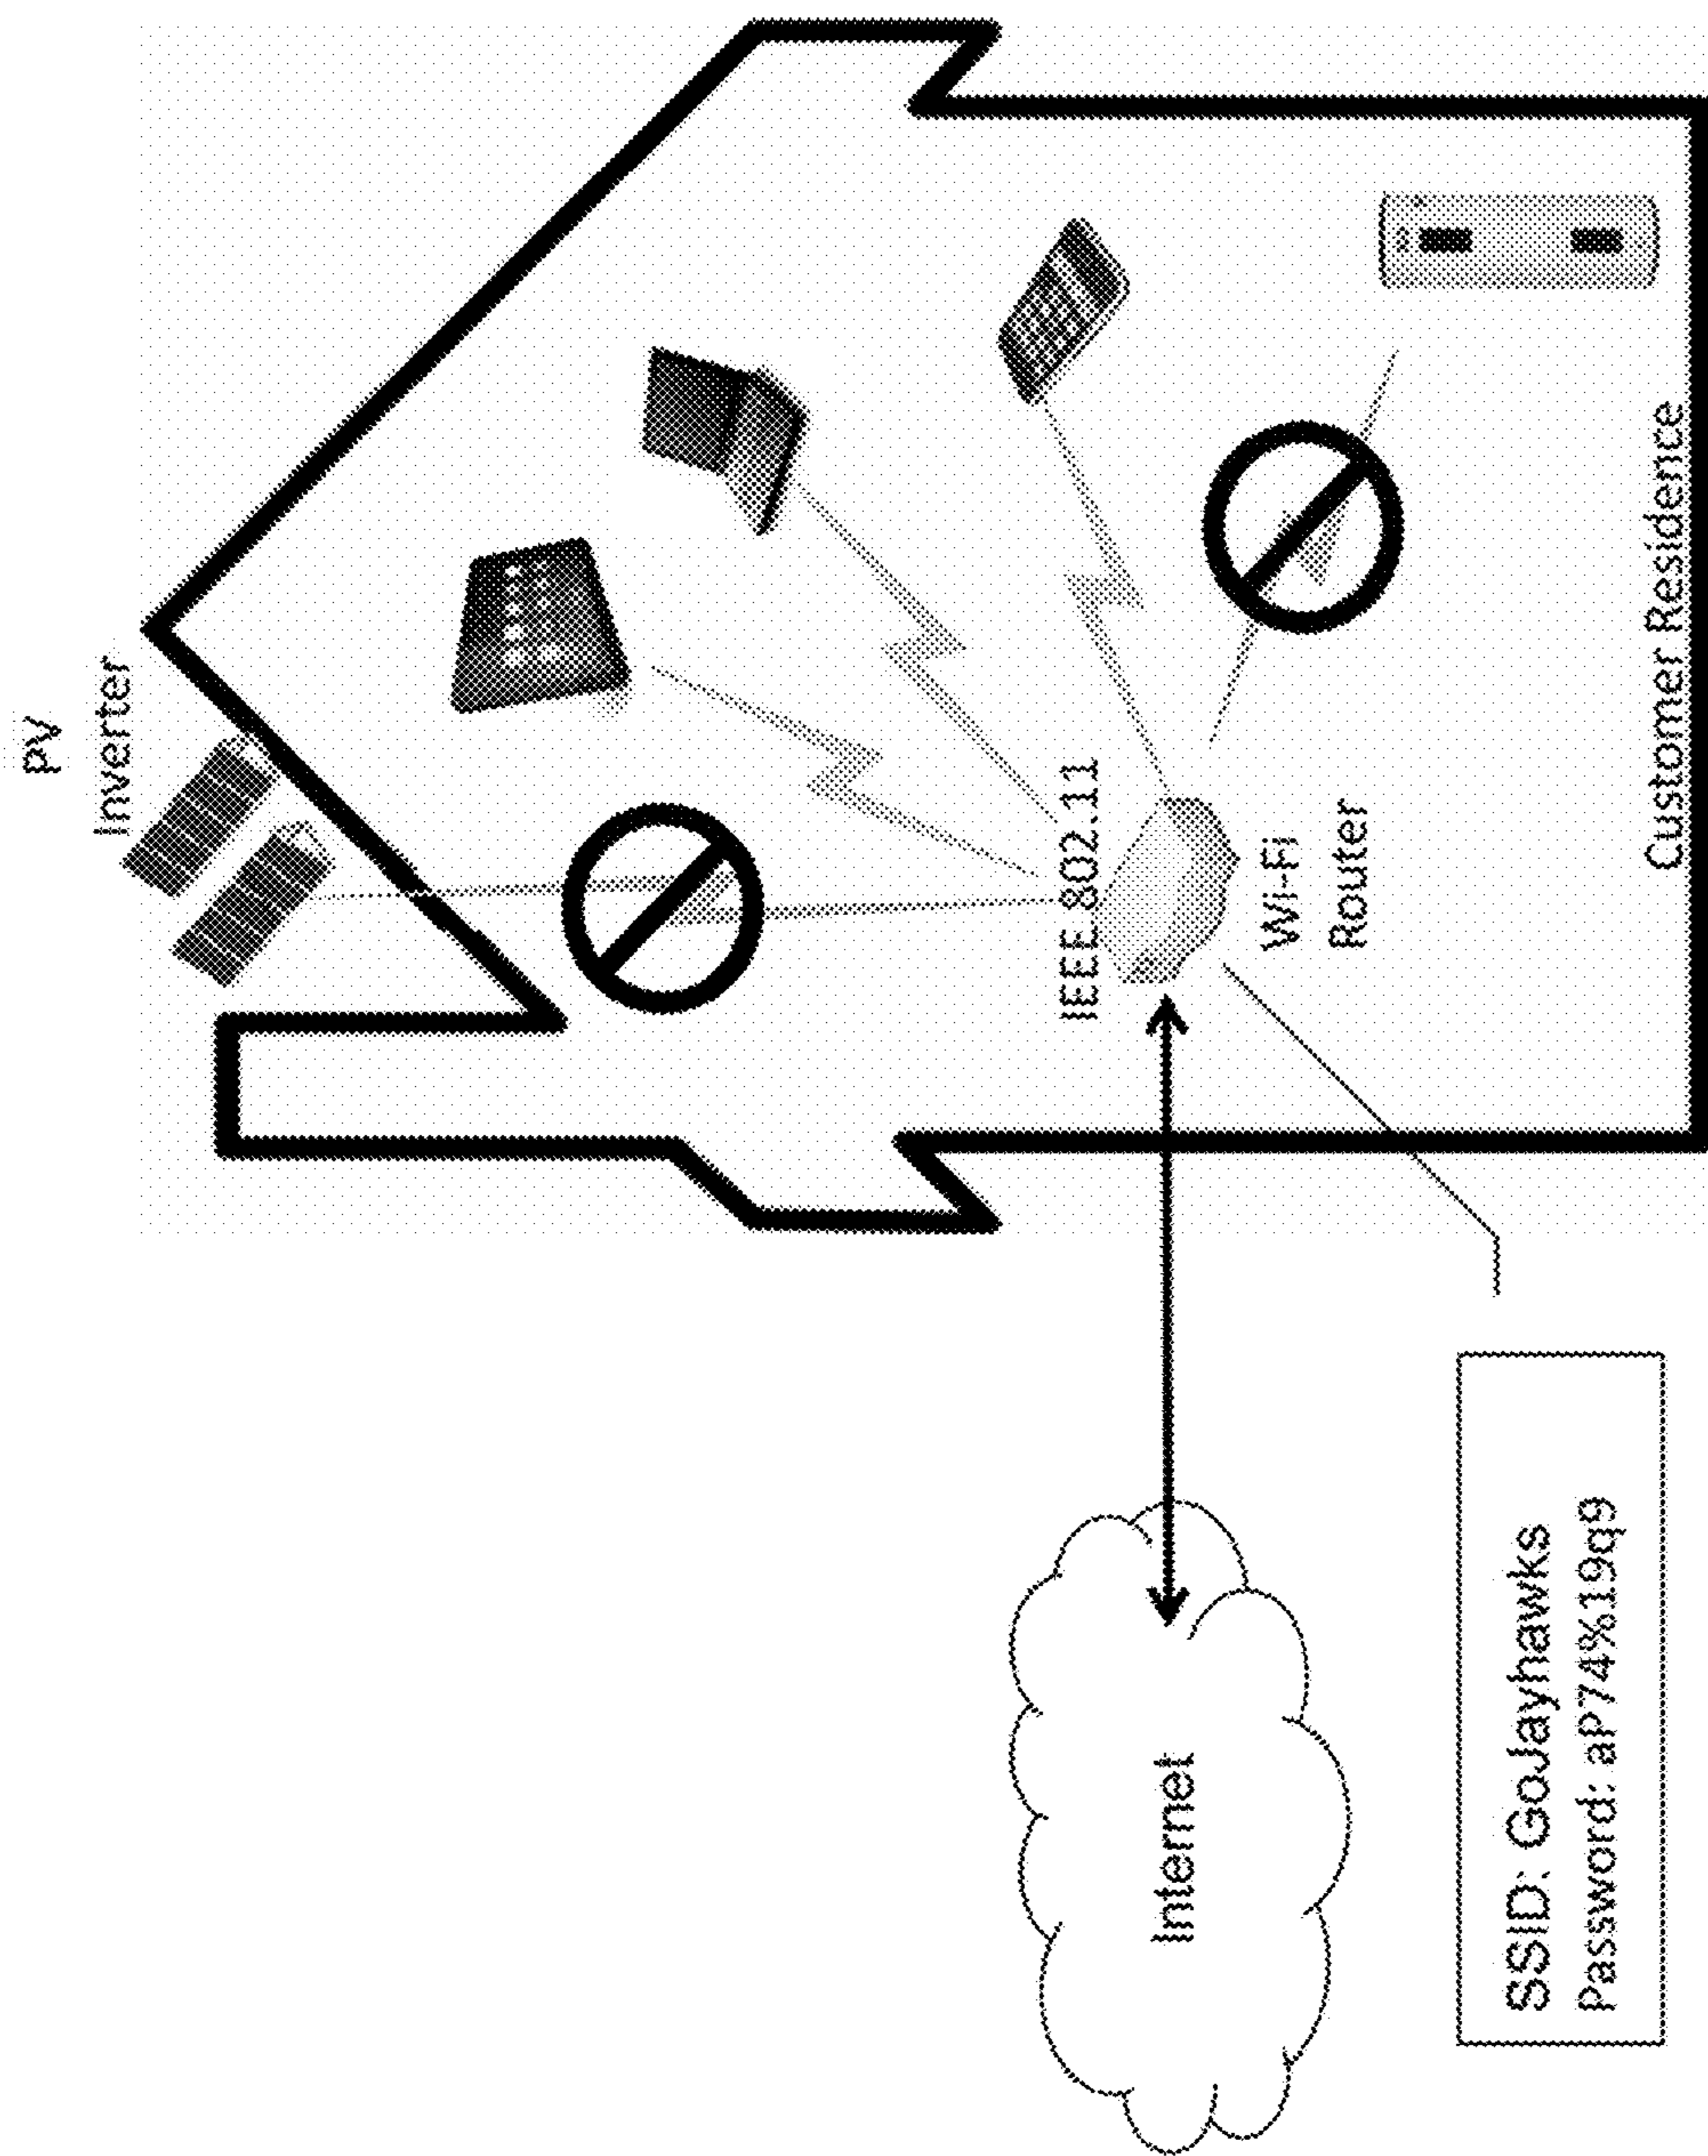 PV
Inverter
IEEE 802.11
Wi-Fi
Router
Internet
Customer Residence
SSID: GoJayhawks
Password: aP74%19q9